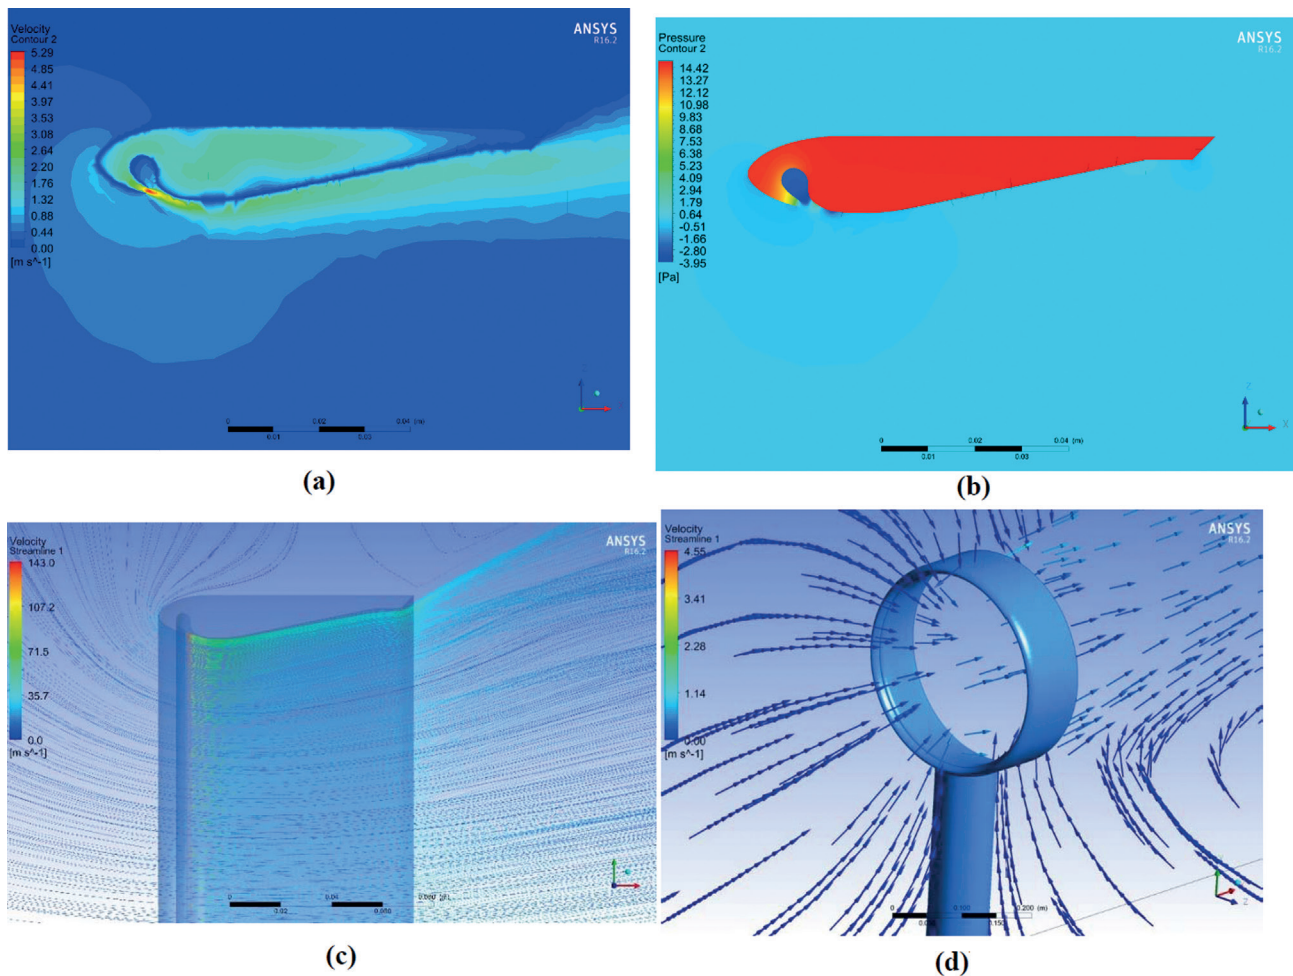 Velocity
Contour 2
5.29
4.85
4.41
3.97
3.53
3.08
2.64
2.20
1.76
1.32
0.88
0.44
0.00
[m s^-1]
ANSYS
R16.2
0 0.02 0.04 (m)
0.01 0.03
(a)
Pressure
Contour 2
14.42
13.27
12.12
10.98
9.83
8.68
7.53
6.38
5.23
4.09
2.94
1.79
0.64
-0.51
-1.66
-2.80
-3.95
[Pa]
ANSYS
R16.2
Z
X
0 0.02 0.04 (m)
0.01 0.03
(b)
Velocity
Streamline 1
143.0
107.2
71.5
35.7
0.0
[m s^-1]
ANSYS
R16.2
0 0.04
0.02
(c)
Velocity
Streamline 1
4.55
3.41
2.28
1.14
0.00
[m s^-1]
ANSYS
R16.2
0 0.100 0.200 (m)
0.150
Z
(d)